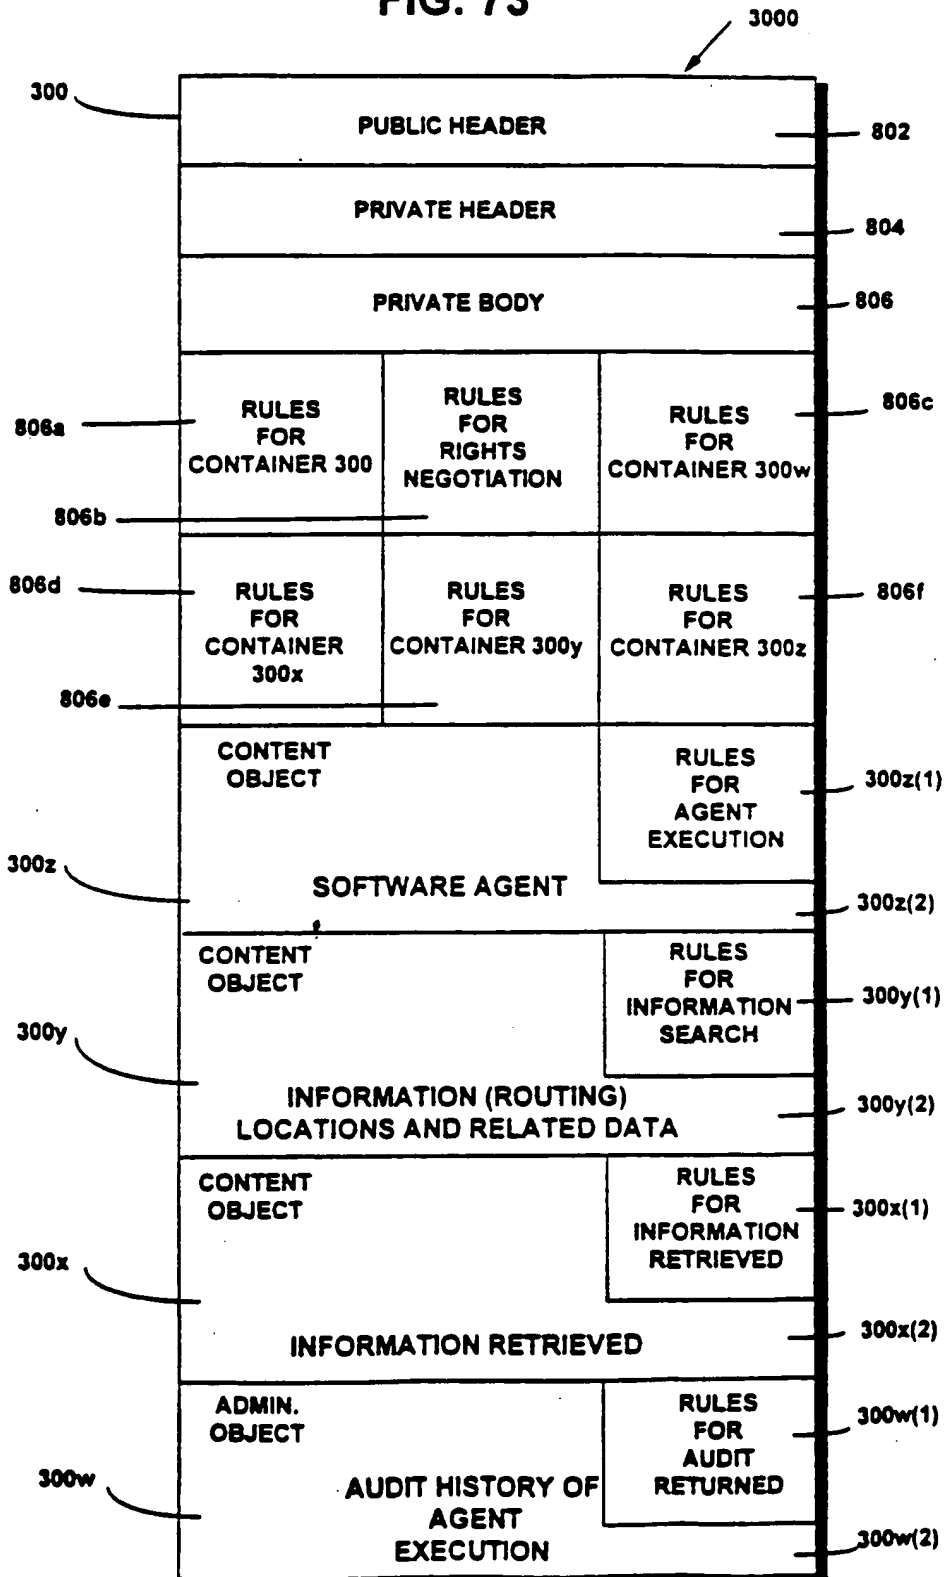 FIG. 73
3000
300
PUBLIC HEADER
802
PRIVATE HEADER
804
PRIVATE BODY
806
806a
RULES
FOR
CONTAINER 300
806b
RULES
FOR
RIGHTS
NEGOTIATION
RULES
FOR
CONTAINER 300w
806c
806d
RULES
FOR
CONTAINER
300x
806e
RULES
FOR
CONTAINER 300y
RULES
FOR
CONTAINER 300z
806f
CONTENT
OBJECT
RULES
FOR
AGENT
EXECUTION
300z(1)
300z
SOFTWARE AGENT
300z(2)
CONTENT
OBJECT
RULES
FOR
INFORMATION
SEARCH
300y(1)
300y
INFORMATION (ROUTING)
LOCATIONS AND RELATED DATA
300y(2)
CONTENT
OBJECT
RULES
FOR
INFORMATION
RETRIEVED
300x(1)
300x
INFORMATION RETRIEVED
300x(2)
ADMIN.
OBJECT
RULES
FOR
AUDIT
RETURNED
300w(1)
300w
AUDIT HISTORY OF
AGENT
EXECUTION
300w(2)